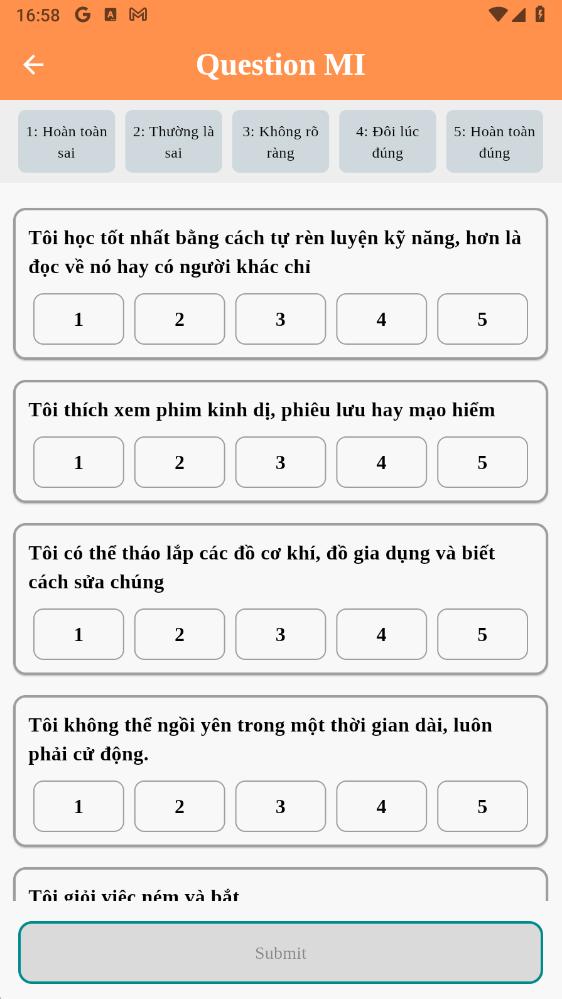 16:58
Question MI
1: Hoàn toàn
sai
2: Thường là
sai
3: Không rõ
ràng
4: Đôi lúc
đúng
5: Hoàn toàn
đúng
Tôi học tốt nhất bằng cách tự rèn luyện kỹ năng, hơn là
đọc về nó hay có người khác chỉ
1 2 3 4 5
Tôi thích xem phim kinh dị, phiêu lưu hay mạo hiểm
1 2 3 4 5
Tôi có thể tháo lắp các đồ cơ khí, đồ gia dụng và biết
cách sửa chúng
1 2 3 4 5
Tôi không thể ngồi yên trong một thời gian dài, luôn
phải cử động.
1 2 3 4 5
Tôi giỏi việc ném và bắt
Submit